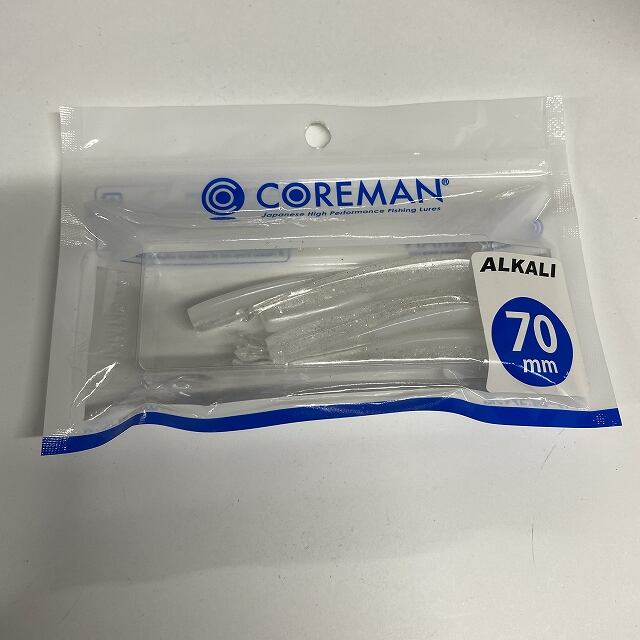 COREMAN®
Japanese High Performance Fishing Lures
ALKALI
70
mm